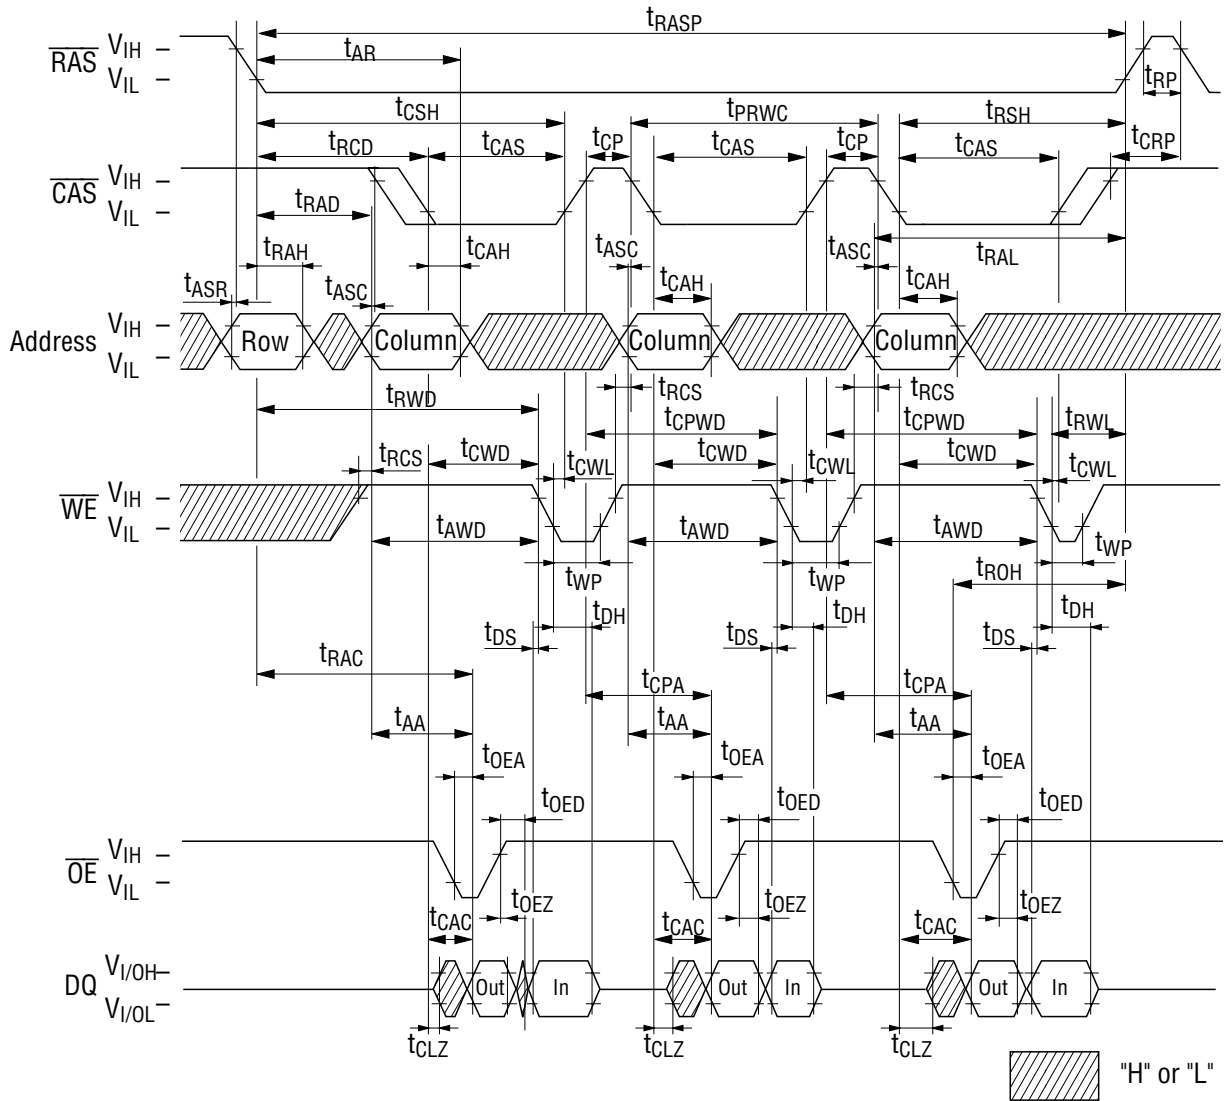 tRASP
RAS VIH
VIL
tAR
tRP
tCSH tPRWC tRSH
tRCD tCAS tCP tCAS tCP tCAS tCRP
CAS VIH
VIL
tRAD
tRAH tCAH tASC tASC tRAL
tASR tASC tCAH tCAH
Address VIH
VIL
Row Column Column Column
tRWD tRCS tRCS
tCPWD tCPWD tRWL
tRCS tCWD tCWL tCWD tCWL tCWD tCWL
WE VIH
VIL
tAWD tAWD tAWD
tWP tWP tROH tWP
tDH tDH tDH
tDS tDS tDS
tRAC
tCPA tCPA
tAA tAA tAA
tOEA tOEA tOEA
tOED tOED tOED
OE VIH
VIL
tCAC tOEZ tCAC tOEZ tCAC tOEZ
DQ VI/OH
VI/OL
Out In Out In Out In
tCLZ tCLZ tCLZ
"H" or "L"